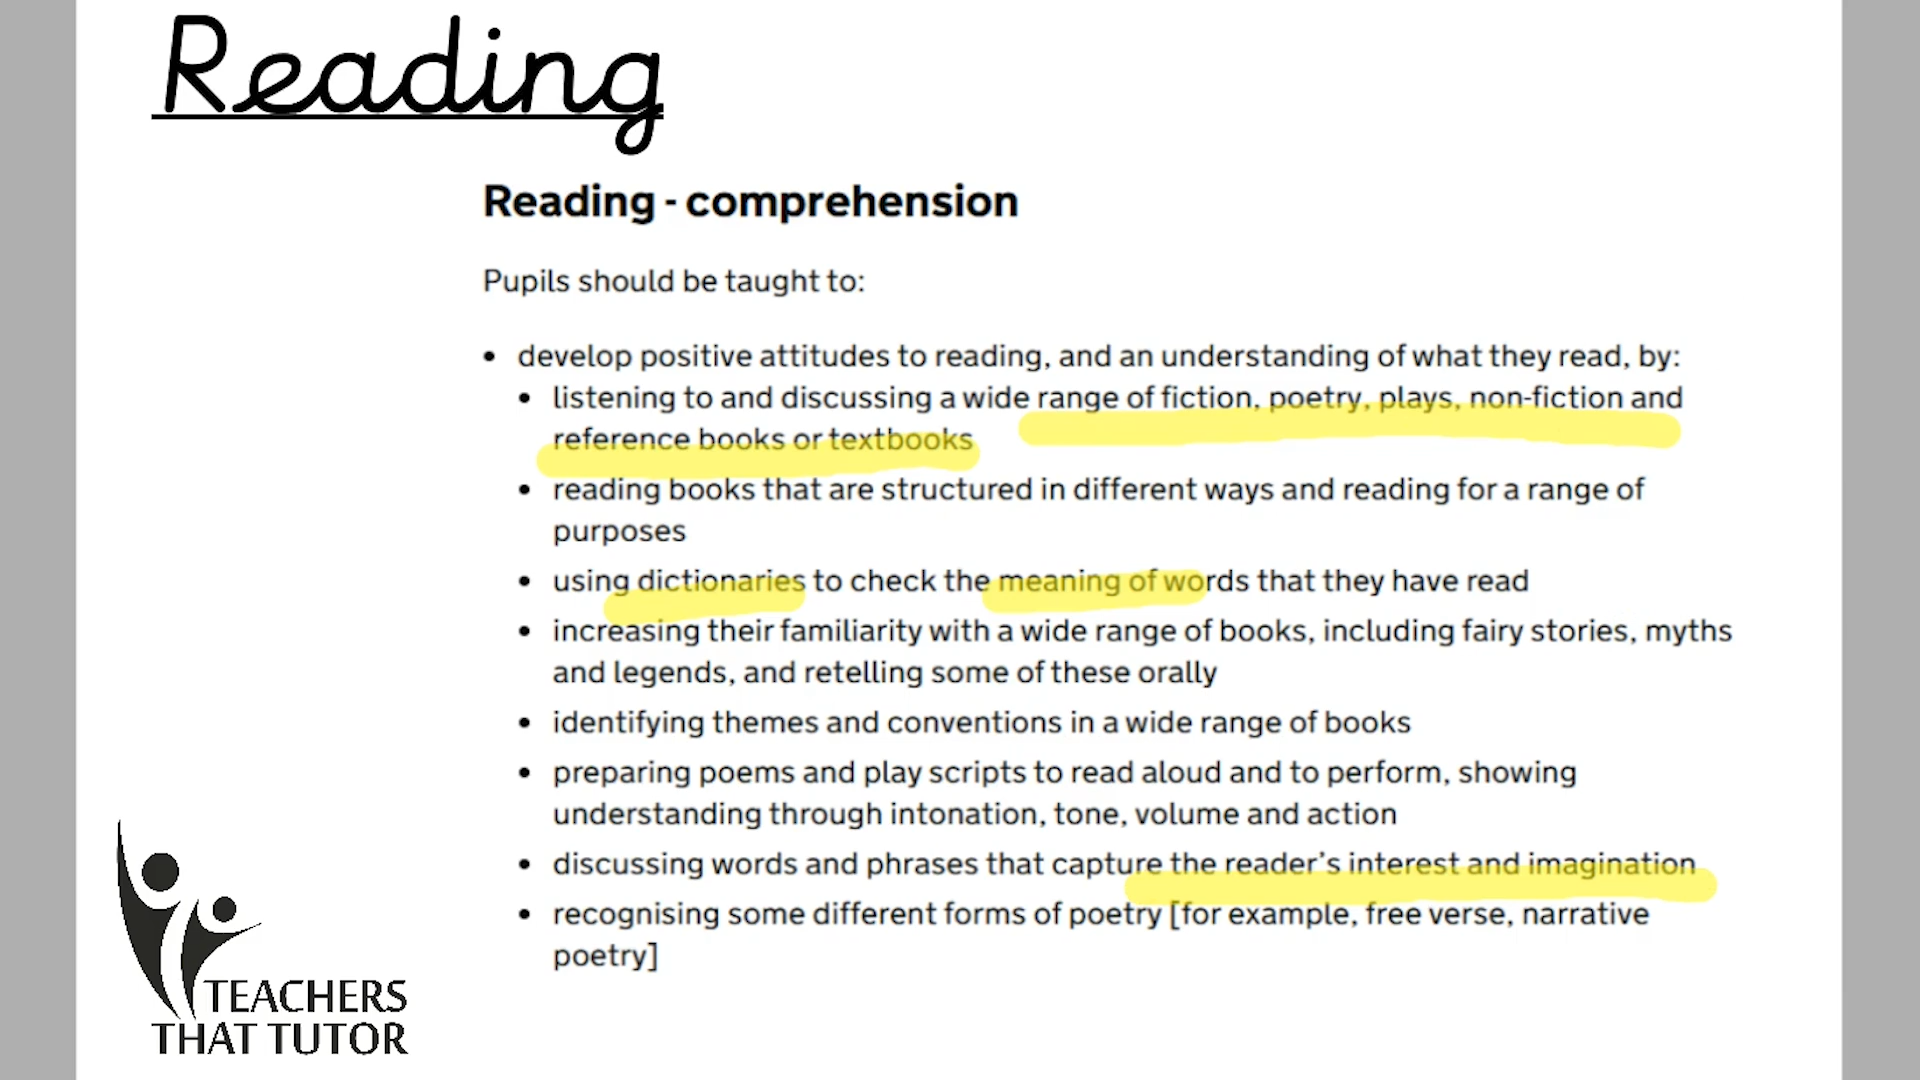 Reading
Reading - comprehension
Pupils should be taught to:
• develop positive attitudes to reading, and an understanding of what they read, by:
• listening to and discussing a wide range of fiction, poetry, plays, non-fiction and
reference books or textbooks
• reading books that are structured in different ways and reading for a range of
purposes
• using dictionaries to check the meaning of words that they have read
• increasing their familiarity with a wide range of books, including fairy stories, myths
and legends, and retelling some of these orally
• identifying themes and conventions in a wide range of books
• preparing poems and play scripts to read aloud and to perform, showing
understanding through intonation, tone, volume and action
• discussing words and phrases that capture the reader’s interest and imagination
• recognising some different forms of poetry [for example, free verse, narrative
poetry]
TEACHERS
THAT TUTOR